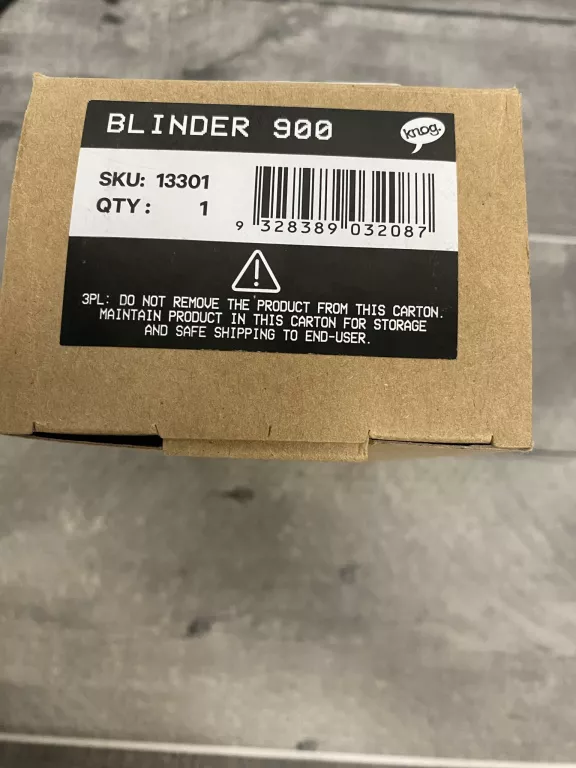 BLINDER 900
knog.
SKU: 13301
QTY: 1
9 328389 032087
3PL: DO NOT REMOVE THE PRODUCT FROM THIS CARTON.
MAINTAIN PRODUCT IN THIS CARTON FOR STORAGE
AND SAFE SHIPPING TO END-USER.